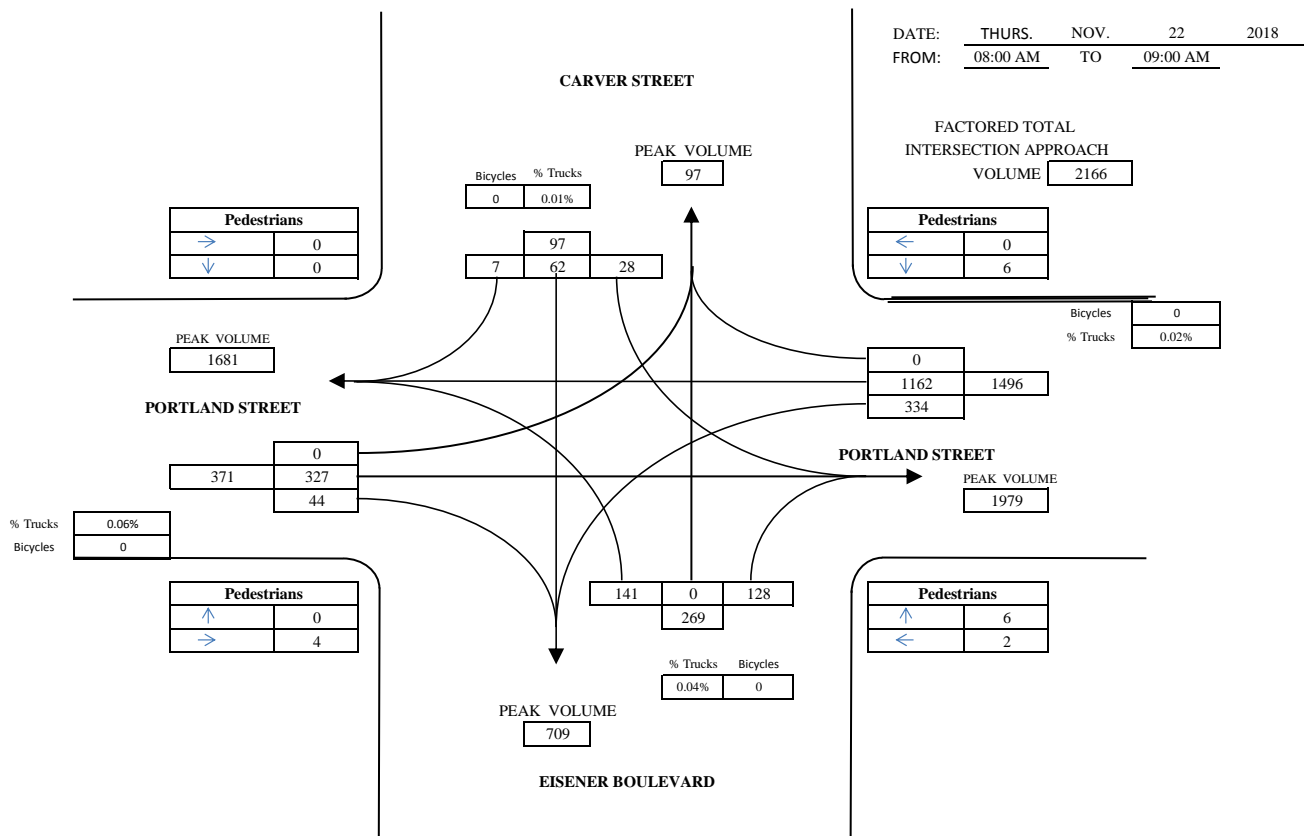 DATE: THURS. NOV. 22 2018
FROM: 08:00 AM TO 09:00 AM
CARVER STREET
FACTORED TOTAL
INTERSECTION APPROACH
VOLUME 2166
PEAK VOLUME
97
Bicycles % Trucks
0 0.01%
Pedestrians
→ 0
↓ 0
97
7 62 28
Pedestrians
← 0
↓ 6
Bicycles 0
% Trucks 0.02%
PEAK VOLUME
1681
0
1162 1496
334
PORTLAND STREET
0
371 327
44
PORTLAND STREET
PEAK VOLUME
1979
% Trucks 0.06%
Bicycles 0
Pedestrians
↑ 0
→ 4
141 0 128
269
Pedestrians
↑ 6
← 2
% Trucks Bicycles
0.04% 0
PEAK VOLUME
709
EISENER BOULEVARD